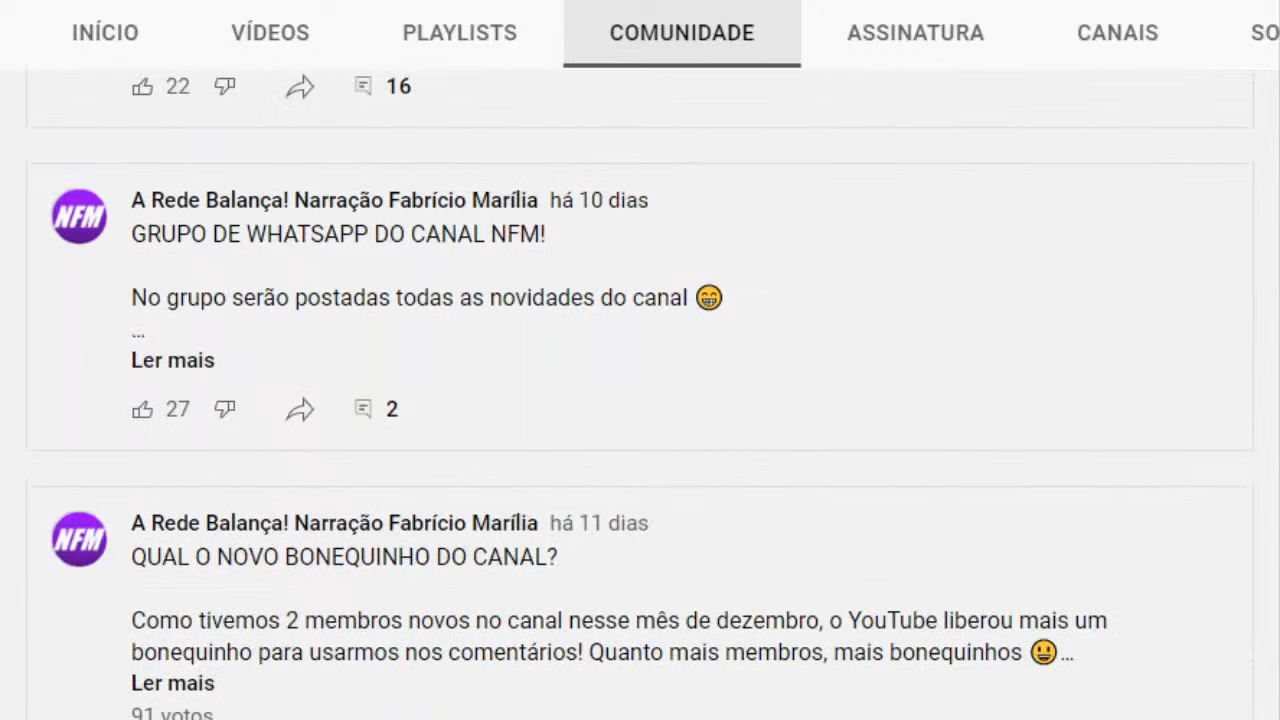 INÍCIO VÍDEOS PLAYLISTS COMUNIDADE ASSINATURA CANAIS SO
22 16
NFM
A Rede Balança! Narração Fabrício Marília há 10 dias
GRUPO DE WHATSAPP DO CANAL NFM!
No grupo serão postadas todas as novidades do canal 😁
...
Ler mais
27 2
NFM
A Rede Balança! Narração Fabrício Marília há 11 dias
QUAL O NOVO BONEQUINHO DO CANAL?
Como tivemos 2 membros novos no canal nesse mês de dezembro, o YouTube liberou mais um
bonequinho para usarmos nos comentários! Quanto mais membros, mais bonequinhos 😃...
Ler mais
91 votos